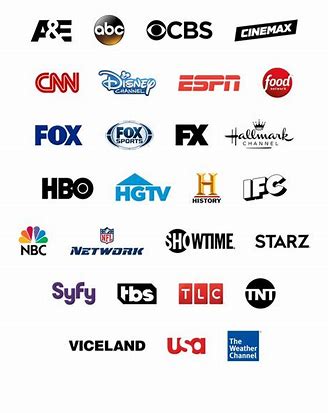 A&E abc CBS CINEMAX
CNN Disney CHANNEL ESPN food network
FOX FOX SPORTS FX Hallmark CHANNEL
HBO HGTV H HISTORY IFC
NBC NFL NETWORK SHOWTIME STARZ
Syfy tbs TLC TNT
VICELAND usa The Weather Channel